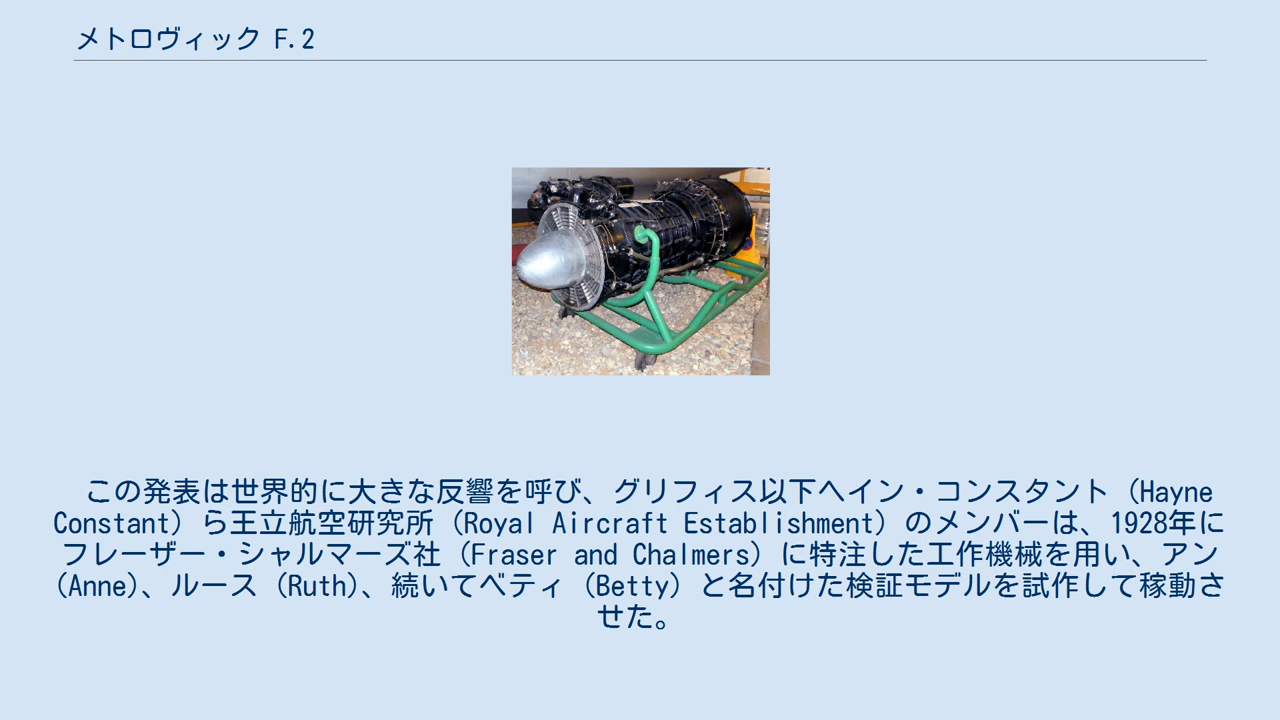 メトロヴィック F.2
この発表は世界的に大きな反響を呼び、グリフィス以下ヘイン・コンスタント（Hayne
Constant）ら王立航空研究所（Royal Aircraft Establishment）のメンバーは、1928年に
フレーザー・シャルマーズ社（Fraser and Chalmers）に特注した工作機械を用い、アン
（Anne）、ルース（Ruth）、続いてベティ（Betty）と名付けた検証モデルを試作して稼動さ
せた。